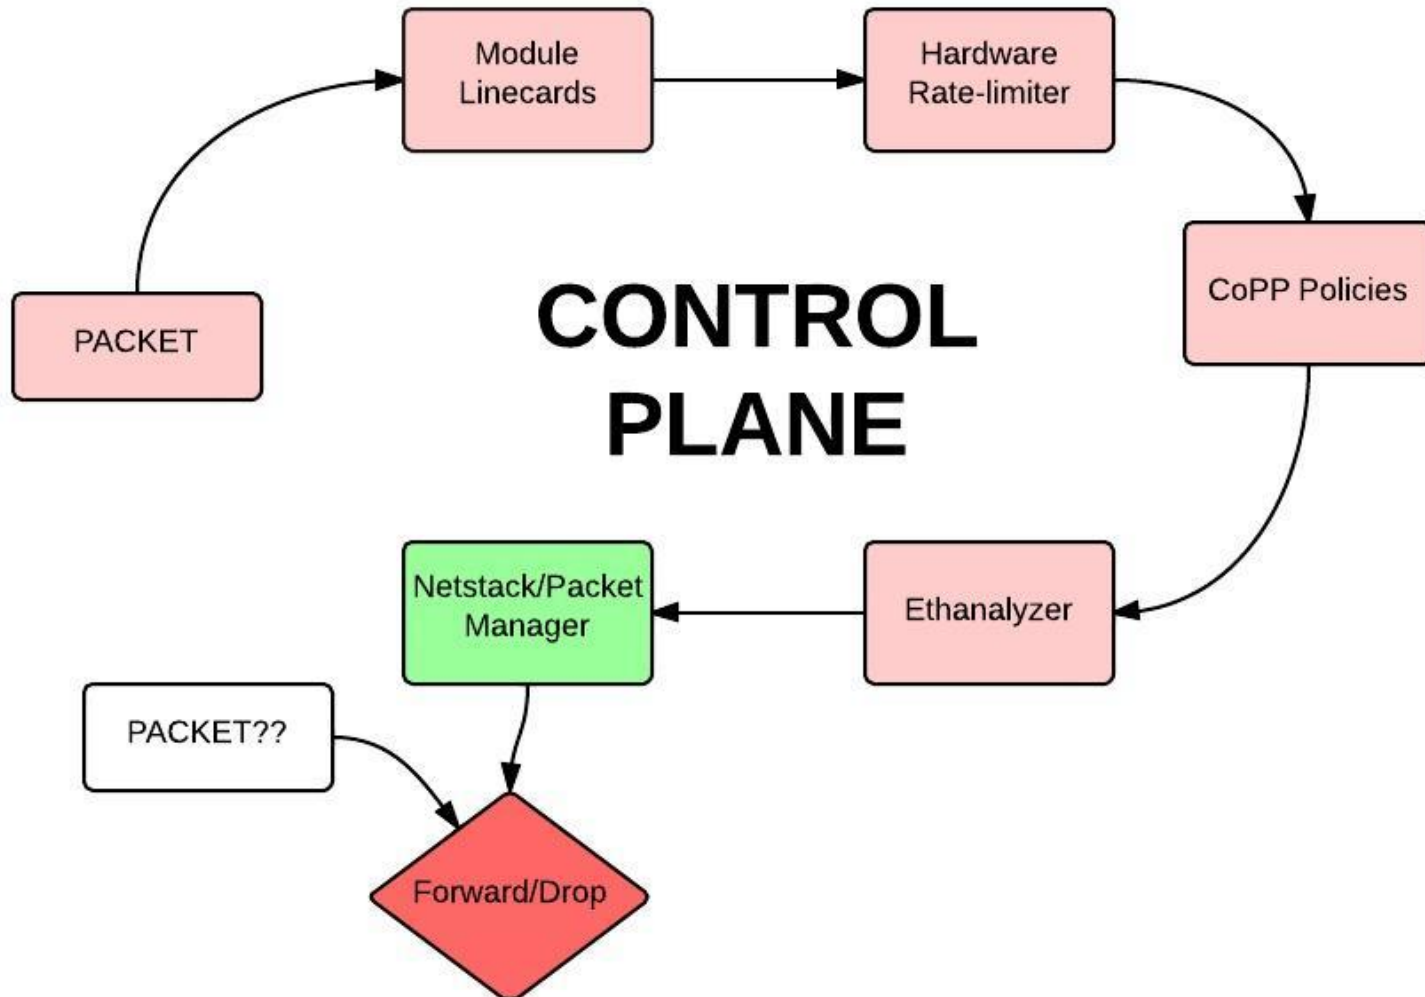 Module
Linecards
Hardware
Rate-limiter
CoPP Policies
PACKET
CONTROL
PLANE
Netstack/Packet
Manager
Ethanalyzer
PACKET??
Forward/Drop